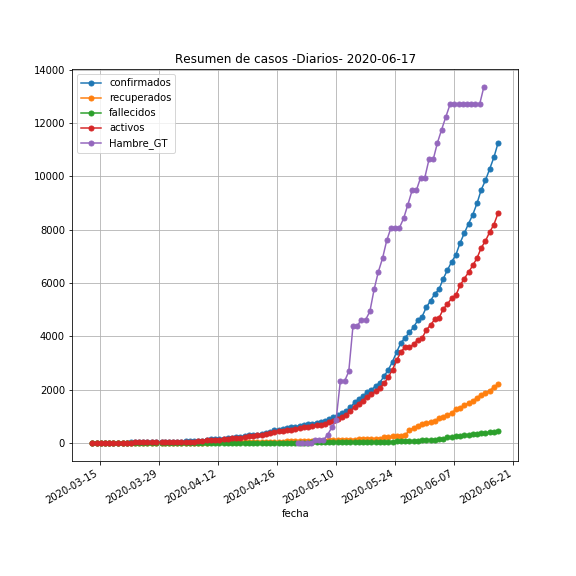 Resumen de casos -Diarios- 2020-06-17
confirmados
recuperados
fallecidos
activos
Hambre_GT
14000
12000
10000
8000
6000
4000
2000
0
2020-03-15
2020-03-29
2020-04-12
2020-04-26
2020-05-10
2020-05-24
2020-06-07
2020-06-21
fecha